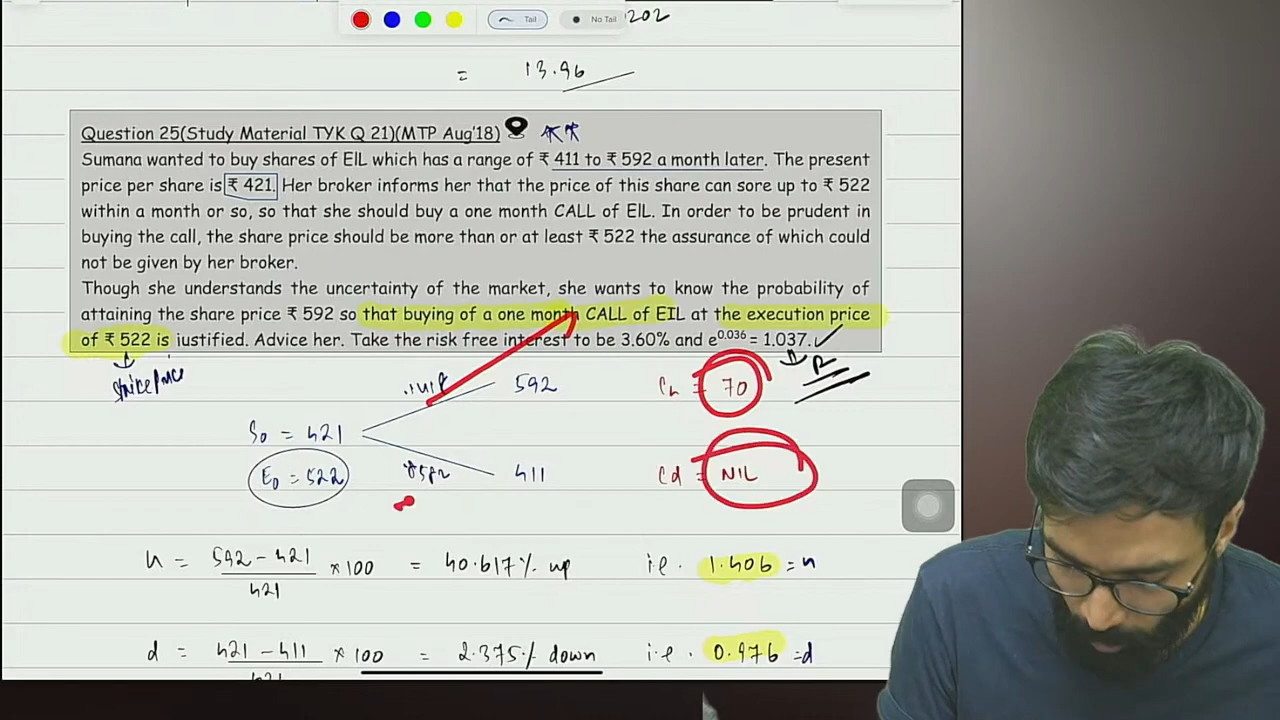 Tail
No Tail
202
= 13.96
Question 25(Study Material TYK Q 21)(MTP Aug'18)
Sumana wanted to buy shares of EIL which has a range of ₹ 411 to ₹ 592 a month later. The present
price per share is ₹ 421. Her broker informs her that the price of this share can sore up to ₹ 522
within a month or so, so that she should buy a one month CALL of EIL. In order to be prudent in
buying the call, the share price should be more than or at least ₹ 522 the assurance of which could
not be given by her broker.
Though she understands the uncertainty of the market, she wants to know the probability of
attaining the share price ₹ 592 so that buying of a one month CALL of EIL at the execution price
of ₹ 522 is justified. Advice her. Take the risk free interest to be 3.60% and e^0.036 = 1.037.
Strike Price
R
592
Cu = 70
S0 = 421
E0 = 522
411
Cd = NIL
u = 592 - 421 / 421 * 100 = 40.617% up i.e. 1.406 = u
d = 421 - 411 / 421 * 100 = 2.375% down i.e. 0.976 = d